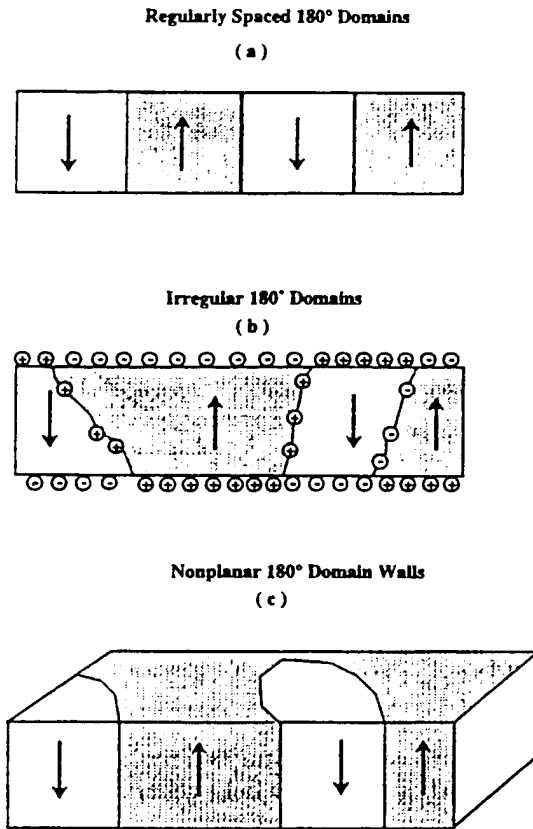 Regularly Spaced 180° Domains
( a )
Irregular 180° Domains
( b )
Nonplanar 180° Domain Walls
( c )